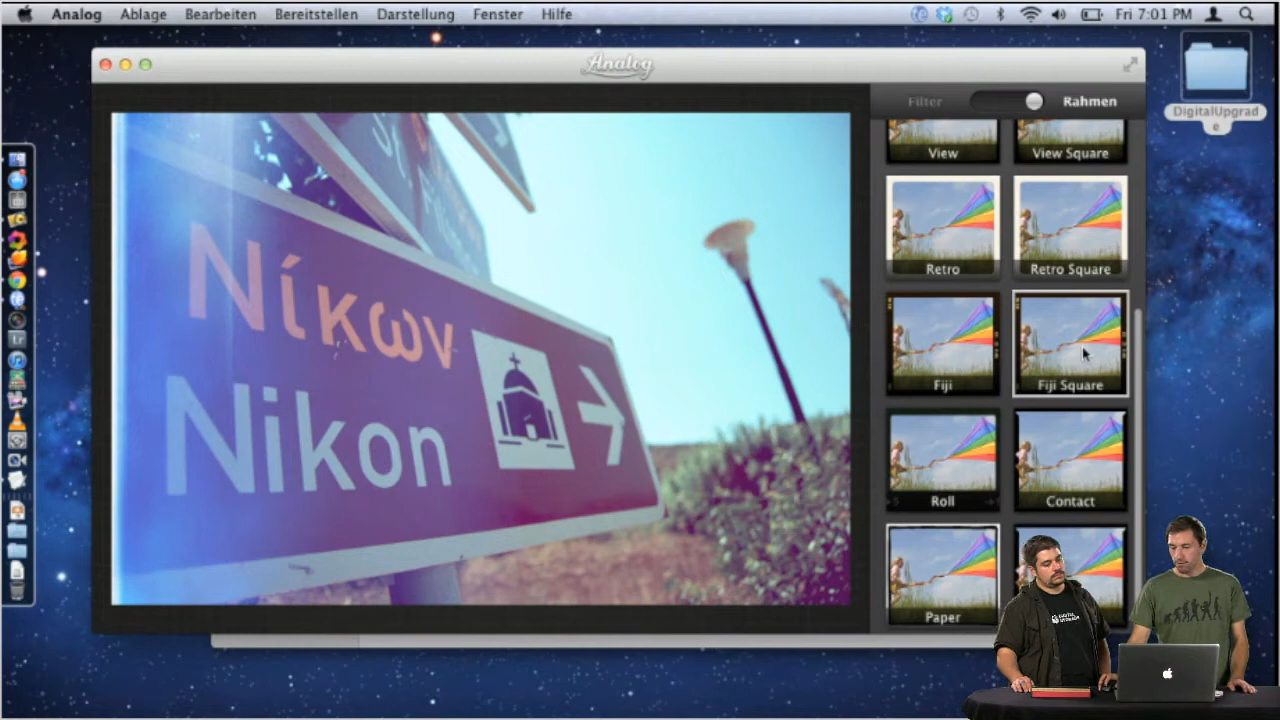 Analog Ablage Bearbeiten Bereitstellen Darstellung Fenster Hilfe Fri 7:01 PM
Analog
Filter Rahmen
DigitalUpgrad
e
View View Square
Retro Retro Square
Fiji Fiji Square
Roll Contact
Paper
Νίκων
Nikon